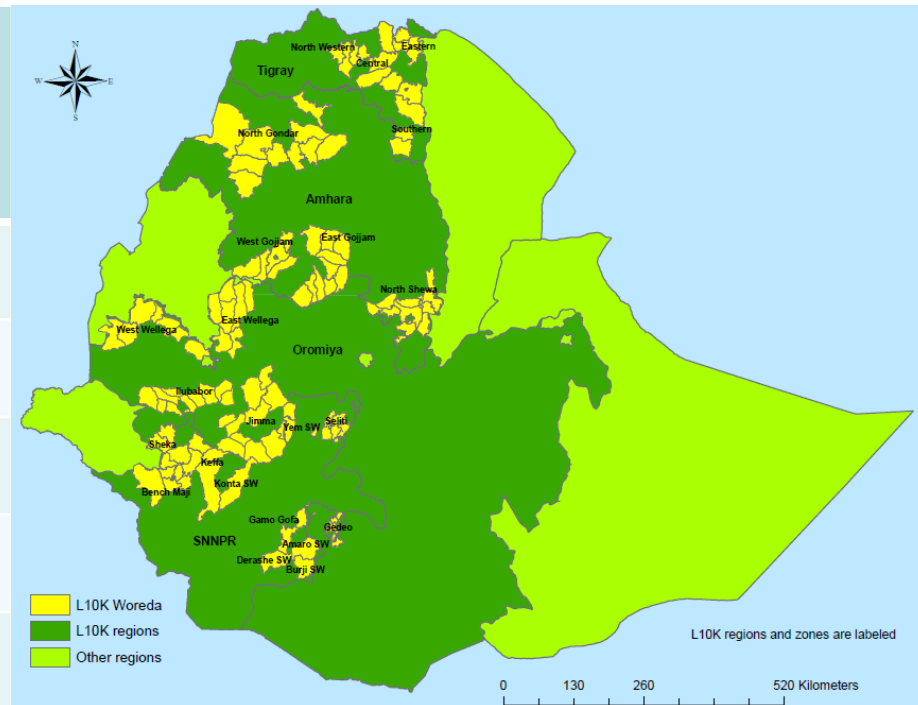 N
W
E
S
North Western
Eastern
Central
Tigray
Southern
North Gondar
Amhara
West Gojjam
East Gojjam
North Shewa
East Wellega
West Wellega
Oromiya
Ilubabor
Jimma
Yem SW
Seliti
Sheka
Keffa
Konta SW
Bench Maji
Gamo Gofa
Gedeo
SNNPR
Amaro SW
Derashe SW
Burji SW
L10K Woreda
L10K regions
Other regions
L10K regions and zones are labeled
0 130 260 520 Kilometers